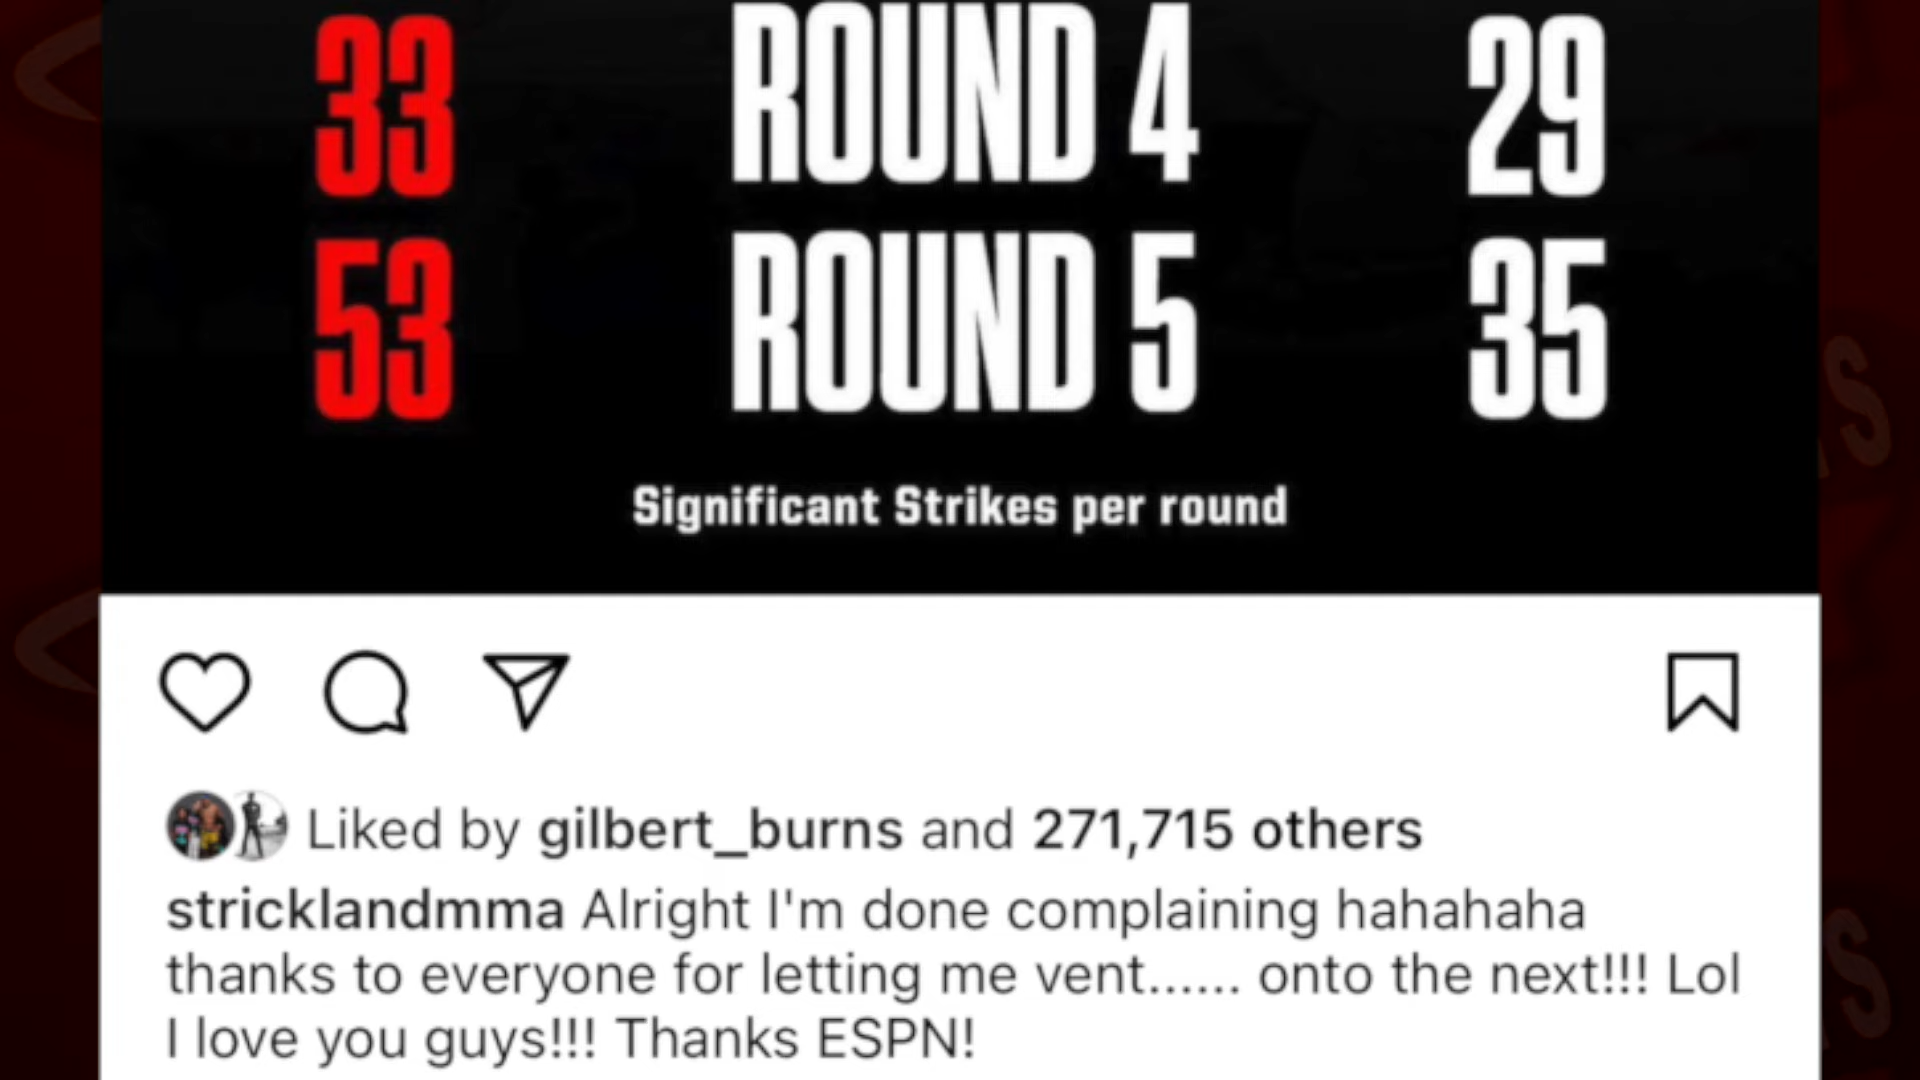 33 ROUND 4 29
53 ROUND 5 35
Significant Strikes per round
Liked by gilbert_burns and 271,715 others
stricklandmma Alright I'm done complaining hahahaha
thanks to everyone for letting me vent...... onto the next!!! Lol
I love you guys!!! Thanks ESPN!